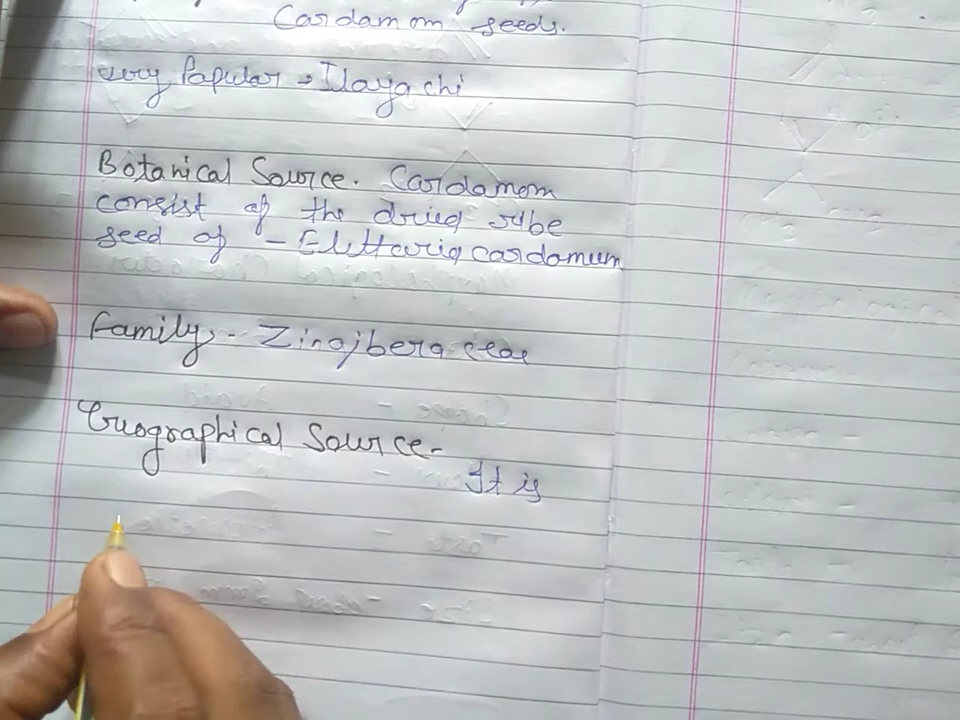 Cardamom seeds.
very Popular → Ilayachi
Botanical Source. Cardamom
consist of the dried
seed of - Elettaria cardamum
Family - Zingiberaceae
Geographical Source-
It is